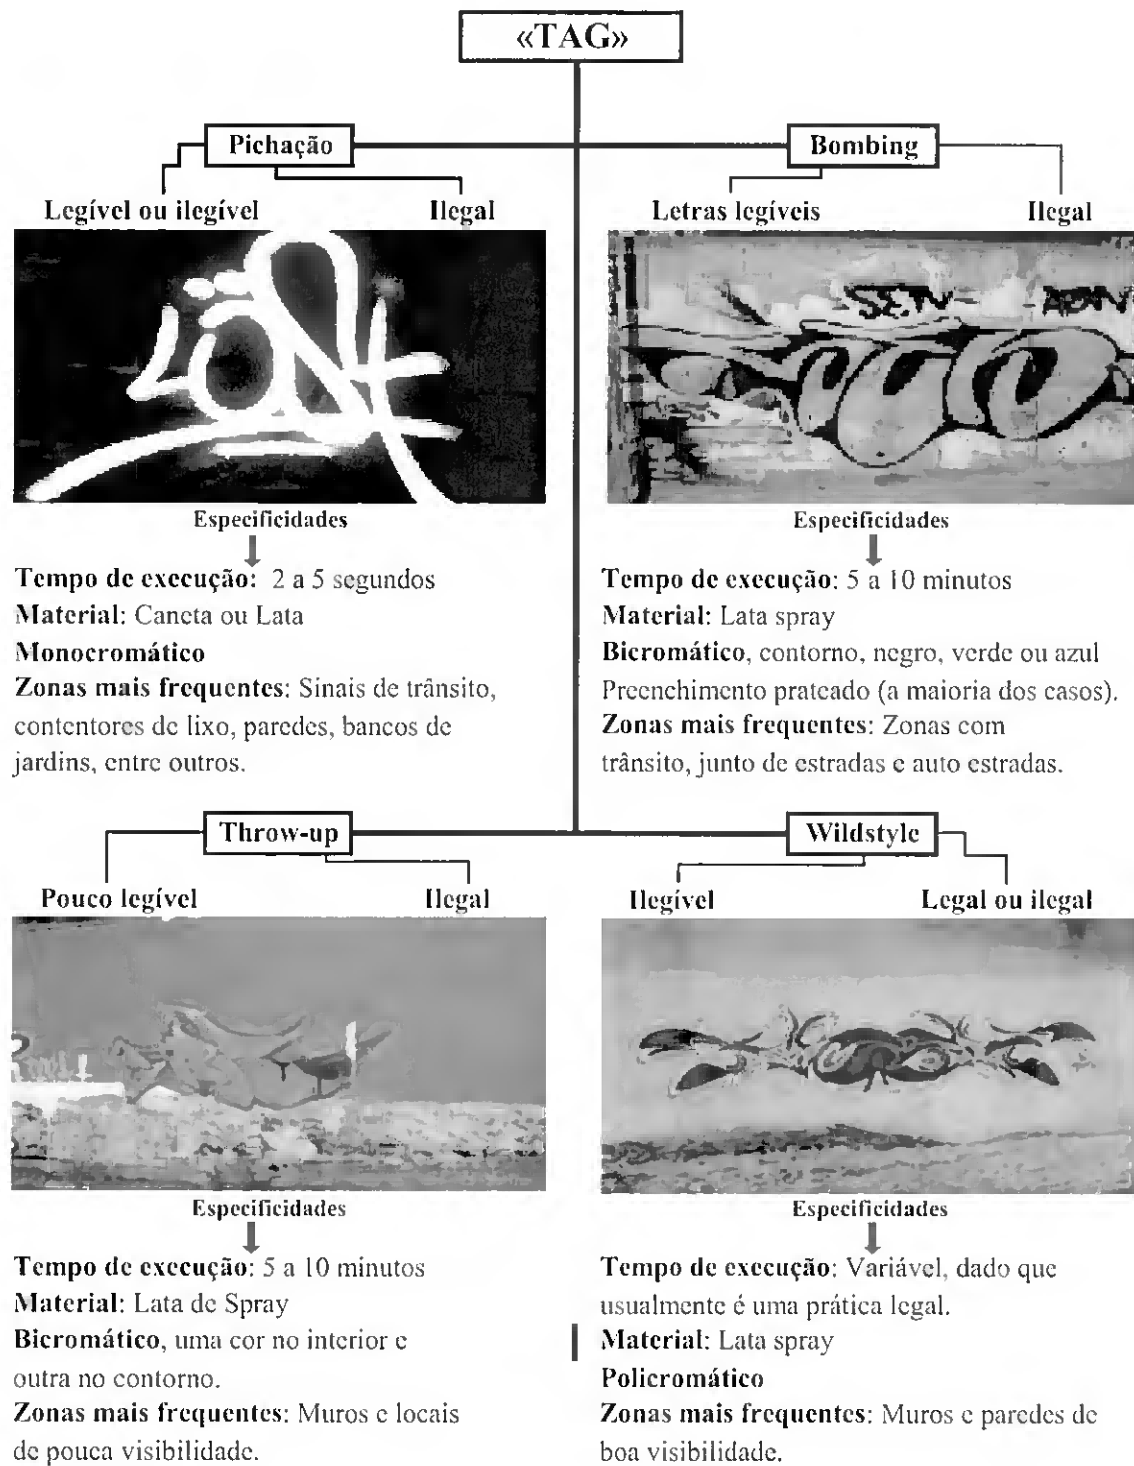 «TAG»
Pichação
Bombing
Legível ou ilegível
Ilegal
Letras legíveis
Ilegal
SEN
Especificidades
Tempo de execução: 2 a 5 segundos
Material: Caneta ou Lata
Monocromático
Zonas mais frequentes: Sinais de trânsito,
contentores de lixo, paredes, bancos de
jardins, entre outros.
Especificidades
Tempo de execução: 5 a 10 minutos
Material: Lata spray
Bicromático, contorno, negro, verde ou azul
Preenchimento prateado (a maioria dos casos).
Zonas mais frequentes: Zonas com
trânsito, junto de estradas e auto estradas.
Throw-up
Wildstyle
Pouco legível
Ilegal
Ilegível
Legal ou ilegal
Especificidades
Tempo de execução: 5 a 10 minutos
Material: Lata de Spray
Bicromático, uma cor no interior e
outra no contorno.
Zonas mais frequentes: Muros e locais
de pouca visibilidade.
Especificidades
Tempo de execução: Variável, dado que
usualmente é uma prática legal.
Material: Lata spray
Policromático
Zonas mais frequentes: Muros e paredes de
boa visibilidade.